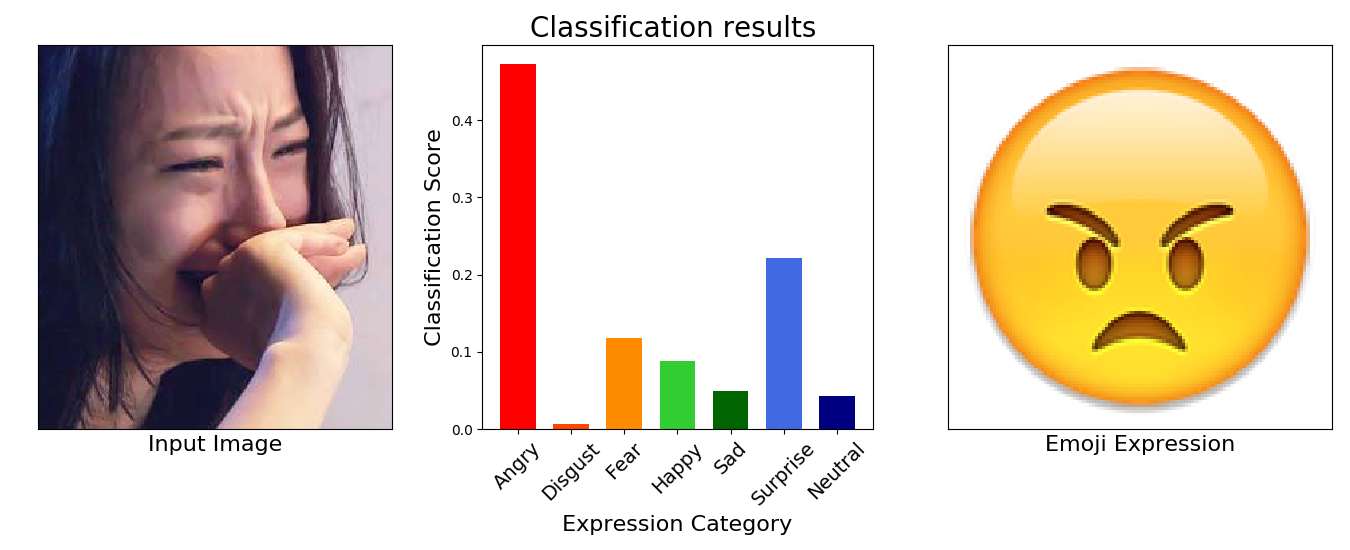 Classification results
Classification Score
0.4
0.3
0.2
0.1
0.0
Angry
Disgust
Fear
Happy
Sad
Surprise
Neutral
Expression Category
Input Image
Emoji Expression